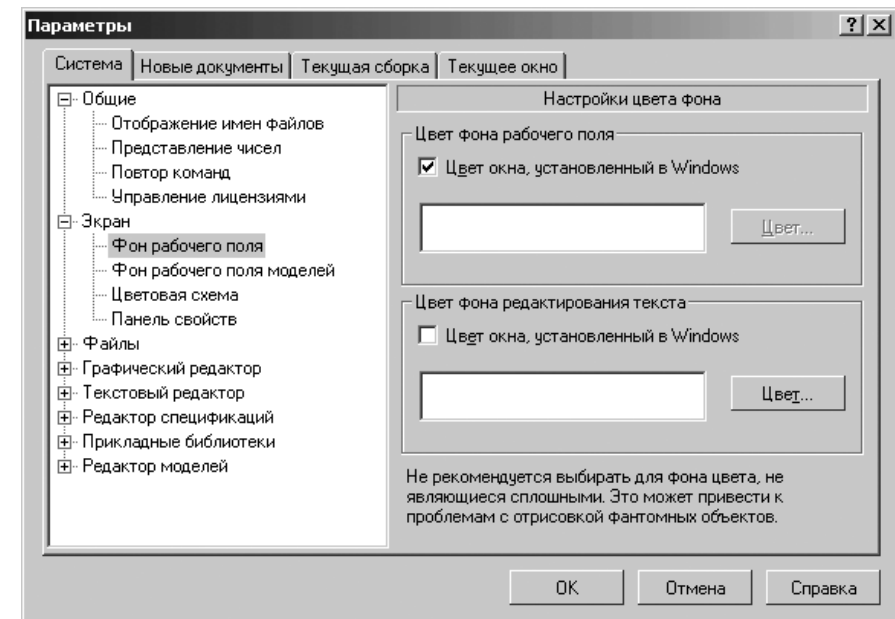 Параметры
Система
Новые документы
Текущая сборка
Текущее окно
Общие
Отображение имен файлов
Представление чисел
Повтор команд
Управление лицензиями
Экран
Фон рабочего поля
Фон рабочего поля моделей
Цветовая схема
Панель свойств
Файлы
Графический редактор
Текстовый редактор
Редактор спецификаций
Прикладные библиотеки
Редактор моделей
Настройки цвета фона
Цвет фона рабочего поля
Цвет окна, установленный в Windows
Цвет...
Цвет фона редактирования текста
Цвет окна, установленный в Windows
Цвет...
Не рекомендуется выбирать для фона цвета, не
являющиеся сплошными. Это может привести к
проблемам с отрисовкой фантомных объектов.
OK
Отмена
Справка